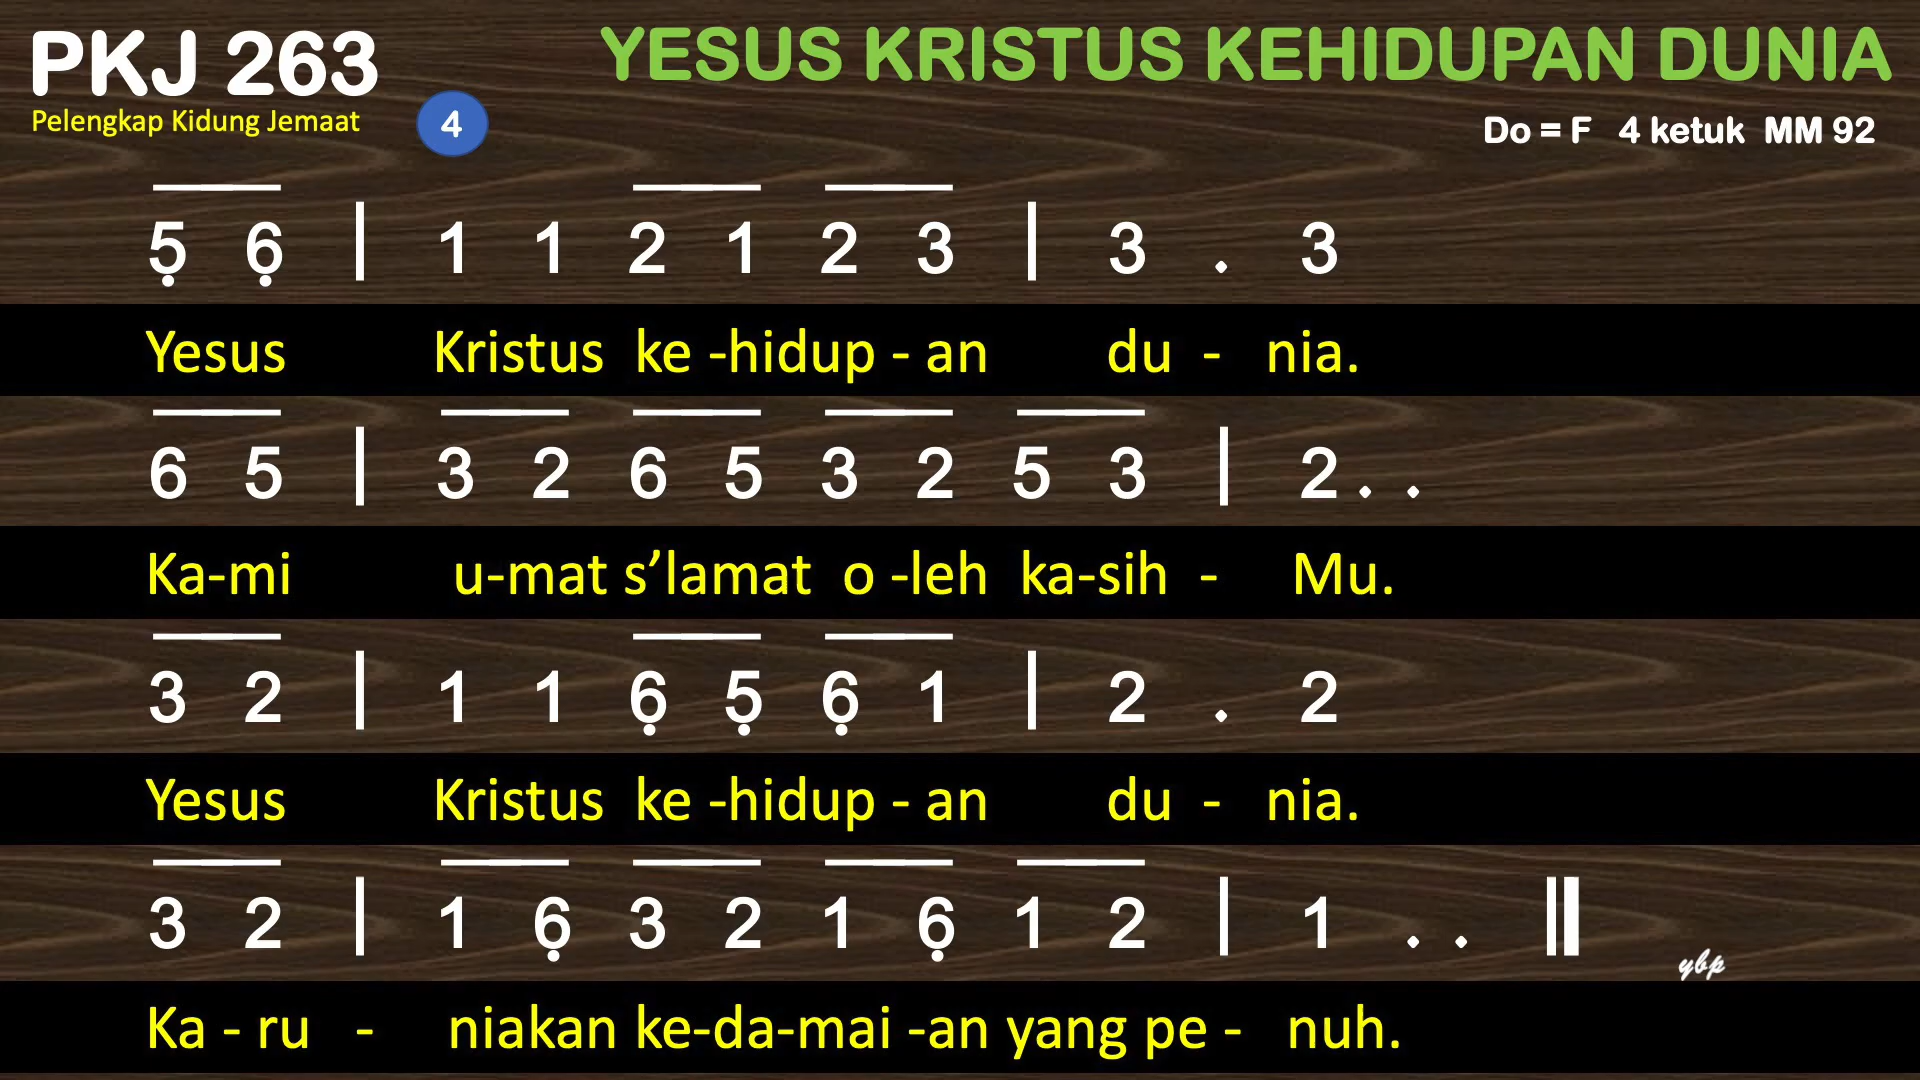 PKJ 263
YESUS KRISTUS KEHIDUPAN DUNIA
Pelengkap Kidung Jemaat
4
Do = F 4 ketuk MM 92
5̣ 6̣ | 1 1 2 1 2 3 | 3 . 3
Yesus Kristus ke -hidup - an du - nia.
6 5 | 3 2 6 5 3 2 5 3 | 2 . .
Ka-mi u-mat s’lamat o -leh ka-sih - Mu.
3 2 | 1 1 6̣ 5̣ 6̣ 1 | 2 . 2
Yesus Kristus ke -hidup - an du - nia.
3 2 | 1 6̣ 3 2 1 6̣ 1 2 | 1 . . ||
ybp
Ka - ru - niakan ke-da-mai -an yang pe - nuh.